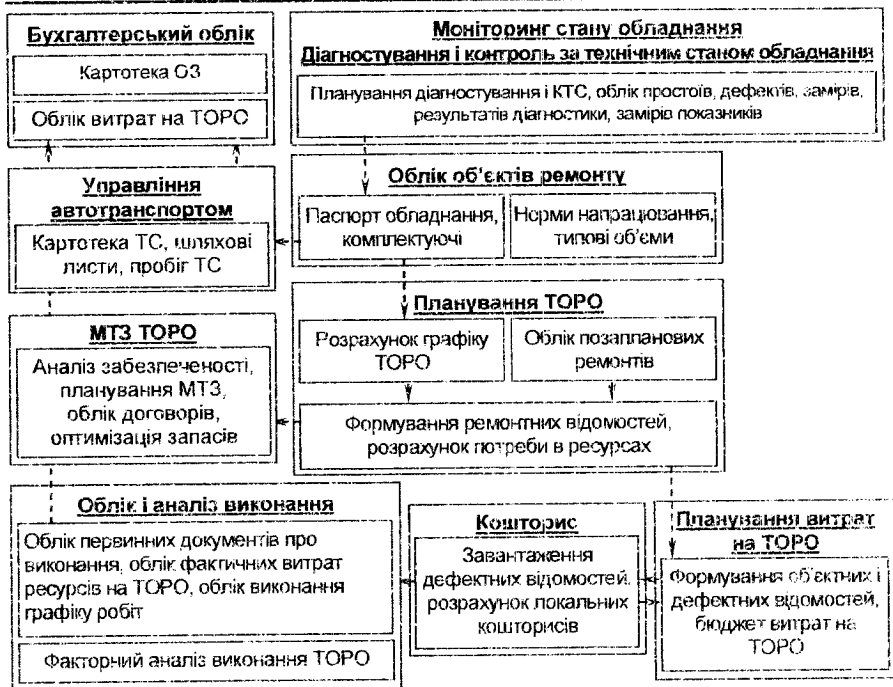 Бухгалтерський облік
Картотека ОЗ
Облік витрат на ТОРО
Моніторинг стану обладнання
Діагностування і контроль за технічним станом обладнання
Планування діагностування і КТС, облік простоїв, дефектів, замірів,
результатів діагностики, замірів показників
Управління
автотранспортом
Картотека ТС, шляхові
листи, пробіг ТС
Облік об'єктів ремонту
Паспорт обладнання,
комплектуючі
Норми напрацювання,
типові об'єми
МТЗ ТОРО
Аналіз забезпеченості,
планування МТЗ,
облік договорів,
оптимізація запасів
Планування ТОРО
Розрахунок графіку
ТОРО
Облік позапланових
ремонтів
Формування ремонтних відомостей,
розрахунок потреби в ресурсах
Облік і аналіз виконання
Облік первинних документів про
виконання, облік фактичних витрат
ресурсів на ТОРО, облік виконання
графіку робіт
Факторний аналіз виконання ТОРО
Кошторис
Завантаження
дефектних відомостей,
розрахунок локальних
кошторисів
Планування витрат
на ТОРО
Формування об'єктних і
дефектних відомостей,
бюджет витрат на
ТОРО